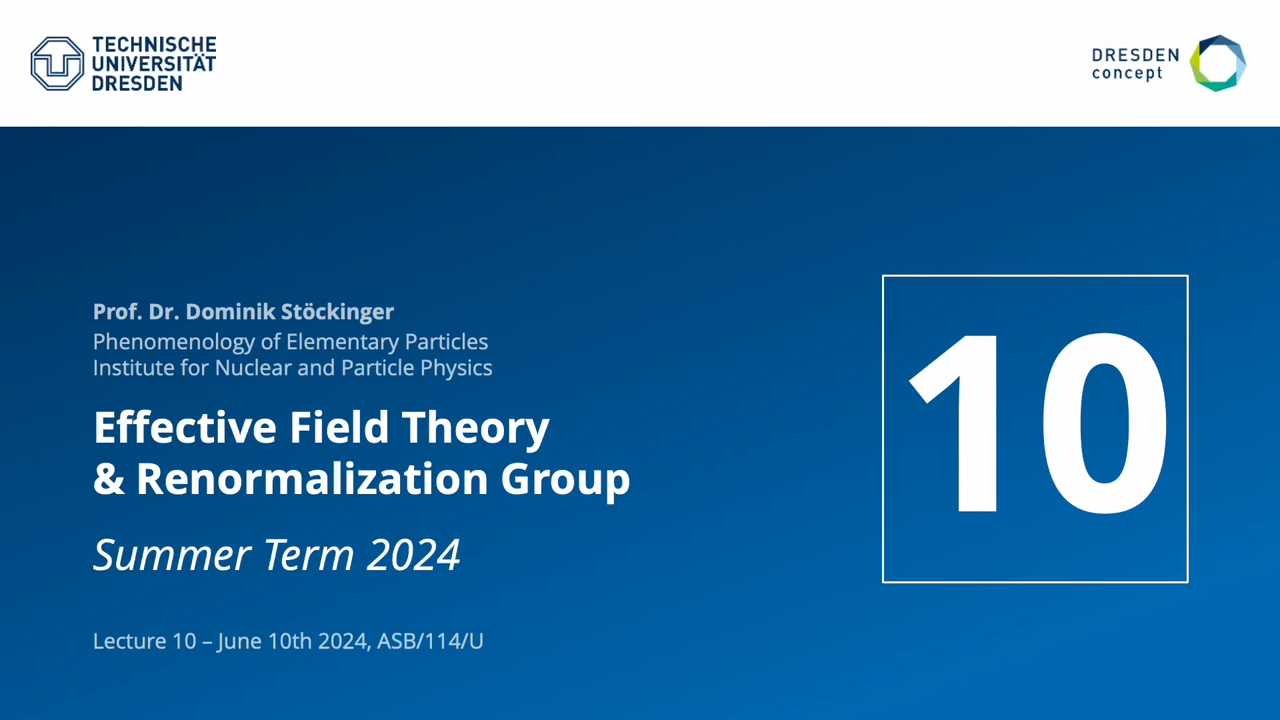 TECHNISCHE
UNIVERSITÄT
DRESDEN
DRESDEN
concept
Prof. Dr. Dominik Stöckinger
Phenomenology of Elementary Particles
Institute for Nuclear and Particle Physics
Effective Field Theory
& Renormalization Group
Summer Term 2024
Lecture 10 – June 10th 2024, ASB/114/U
10